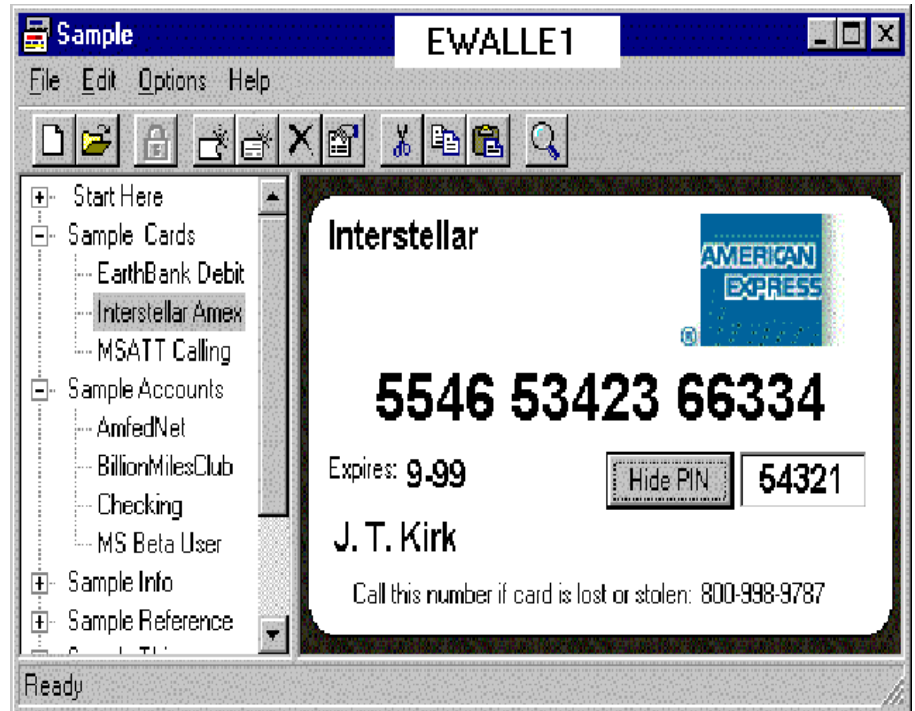 Sample
EWALLE1
File Edit Options Help
Start Here
Sample Cards
EarthBank Debit
Interstellar Amex
MSATT Calling
Sample Accounts
AmfedNet
BillionMilesClub
Checking
MS Beta User
Sample Info
Sample Reference
Interstellar
AMERICAN
EXPRESS
®
5546 53423 66334
Expires: 9-99
Hide PIN
54321
J. T. Kirk
Call this number if card is lost or stolen: 800-998-9787
Ready